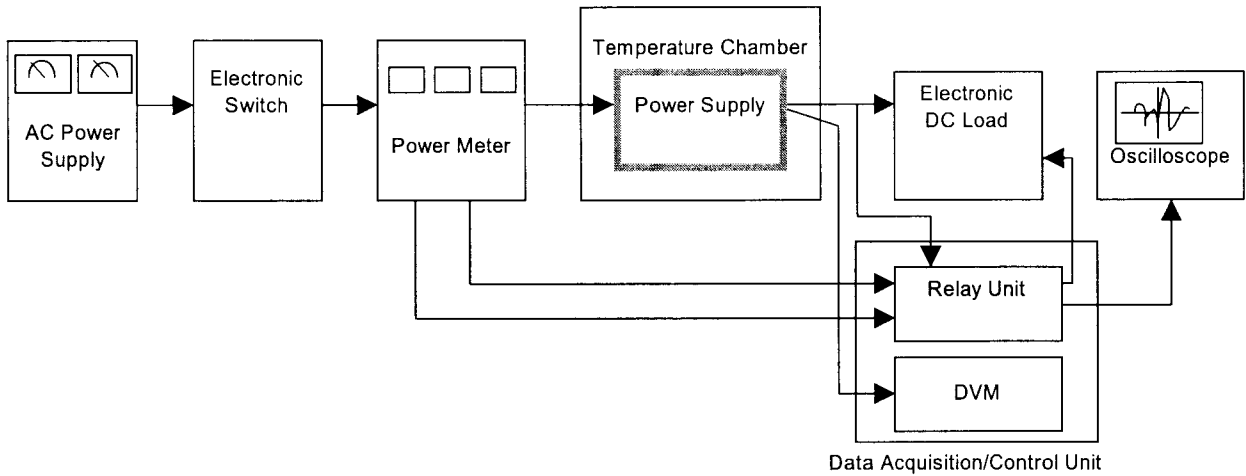 AC Power
Supply
Electronic
Switch
Power Meter
Temperature Chamber
Power Supply
Electronic
DC Load
Oscilloscope
Relay Unit
DVM
Data Acquisition/Control Unit